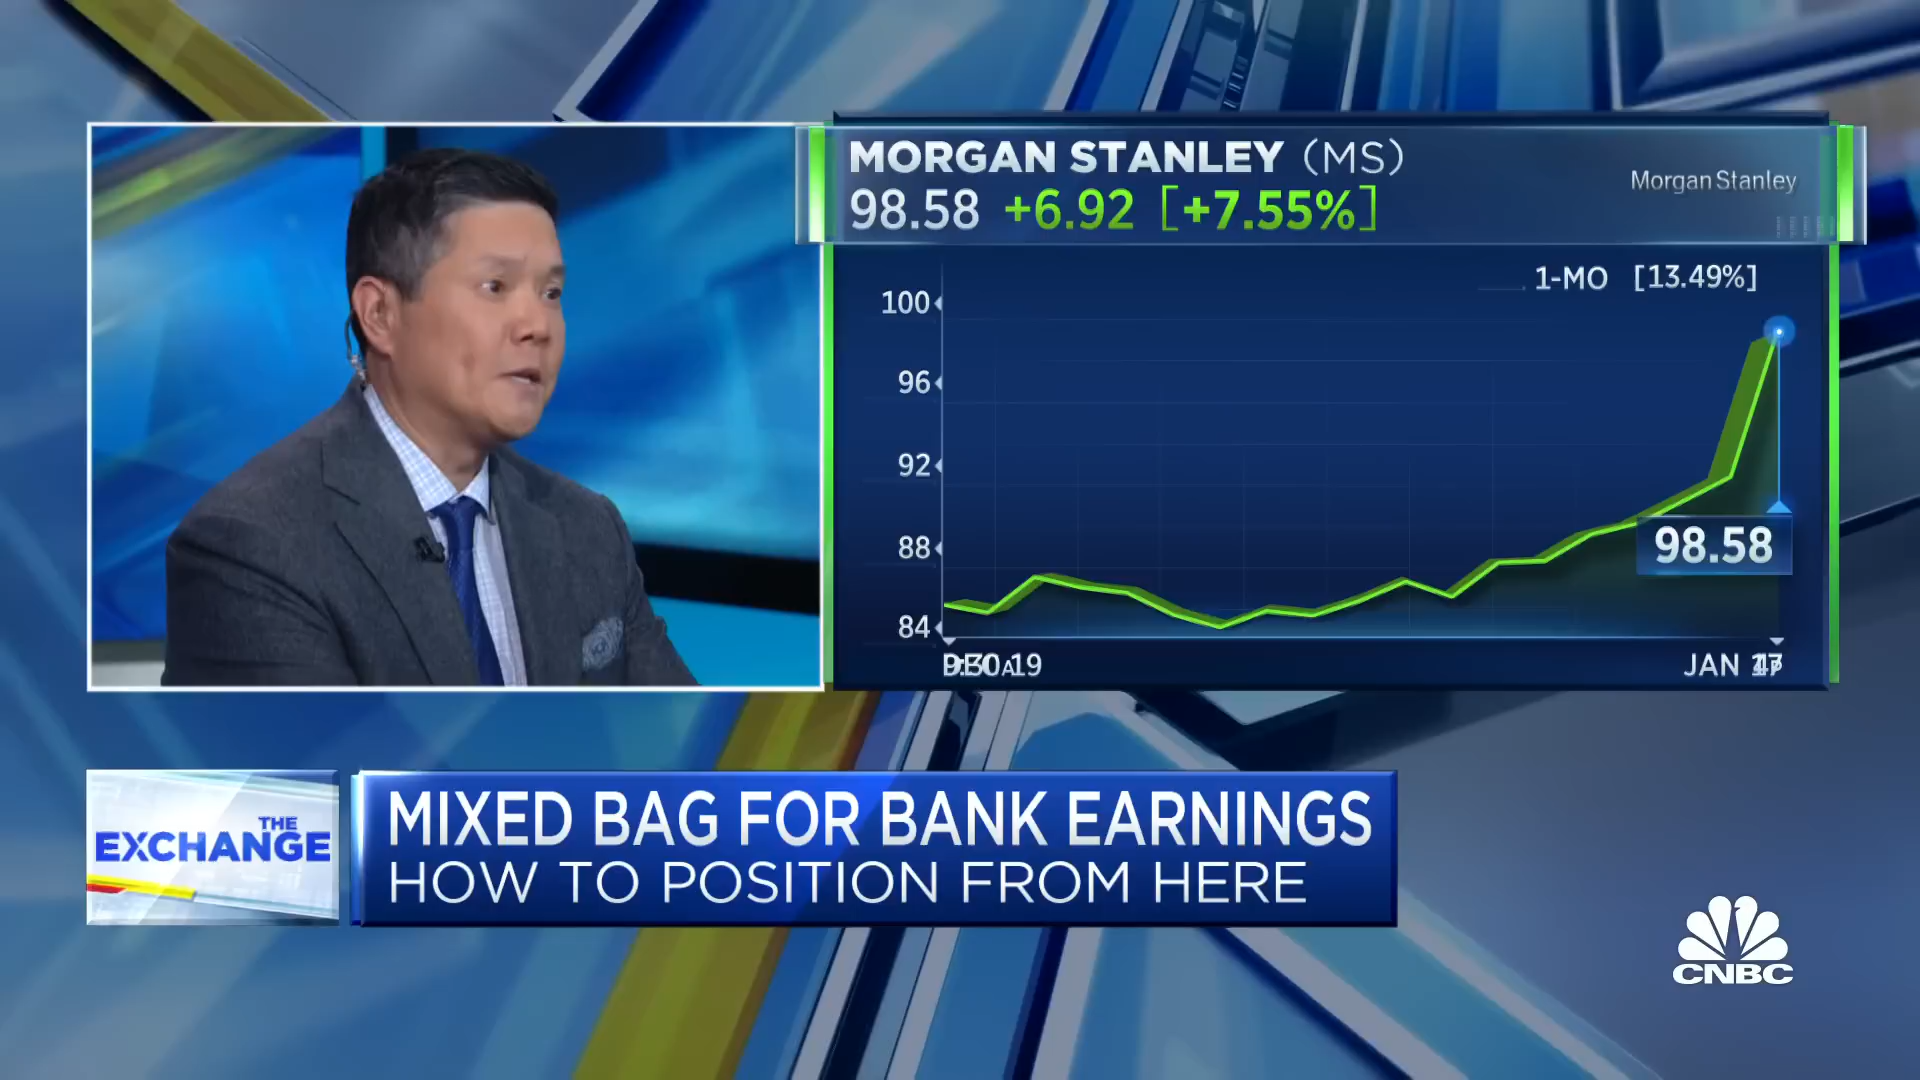 MORGAN STANLEY (MS)
98.58 +6.92 [+7.55%]
Morgan Stanley
1-MO [13.49%]
100
96
92
88
84
98.58
JAN
THE
EXCHANGE
MIXED BAG FOR BANK EARNINGS
HOW TO POSITION FROM HERE
CNBC